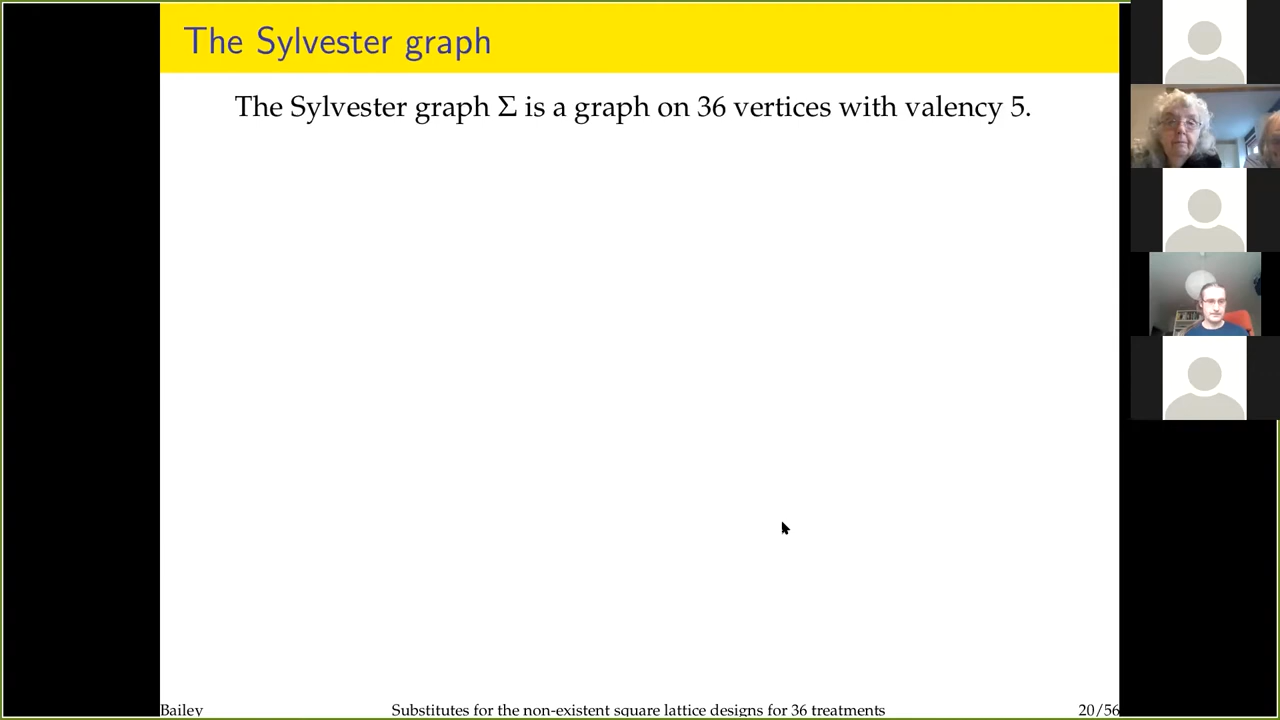 The Sylvester graph
The Sylvester graph Σ is a graph on 36 vertices with valency 5.
Bailey
Substitutes for the non-existent square lattice designs for 36 treatments
20/56